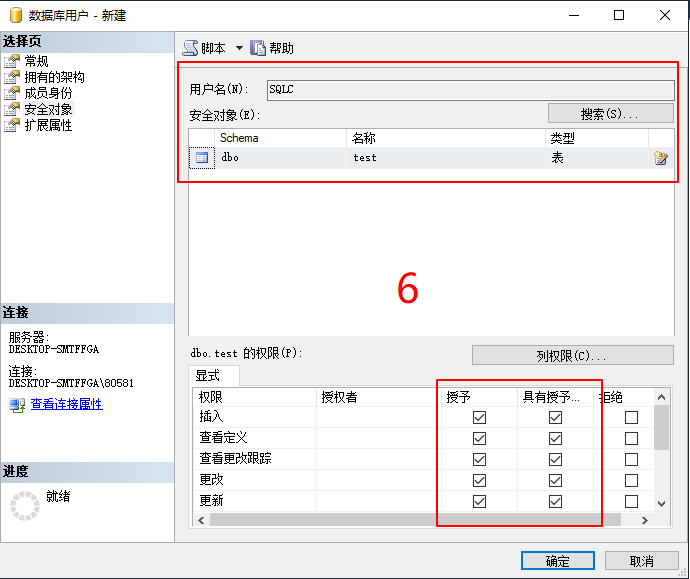 数据库用户 - 新建
选择页
常规
拥有的架构
成员身份
安全对象
扩展属性
脚本 帮助
用户名(N): SQLC
安全对象(E): 搜索(S)...
Schema 名称 类型
dbo test 表
6
连接
服务器:
DESKTOP-SMTFFGA
连接:
DESKTOP-SMTFFGA\80581
查看连接属性
进度
就绪
dbo.test 的权限(P): 列权限(C)...
显式
权限 授权者 授予 具有授予... 拒绝
插入
查看定义
查看更改跟踪
更改
更新
确定 取消